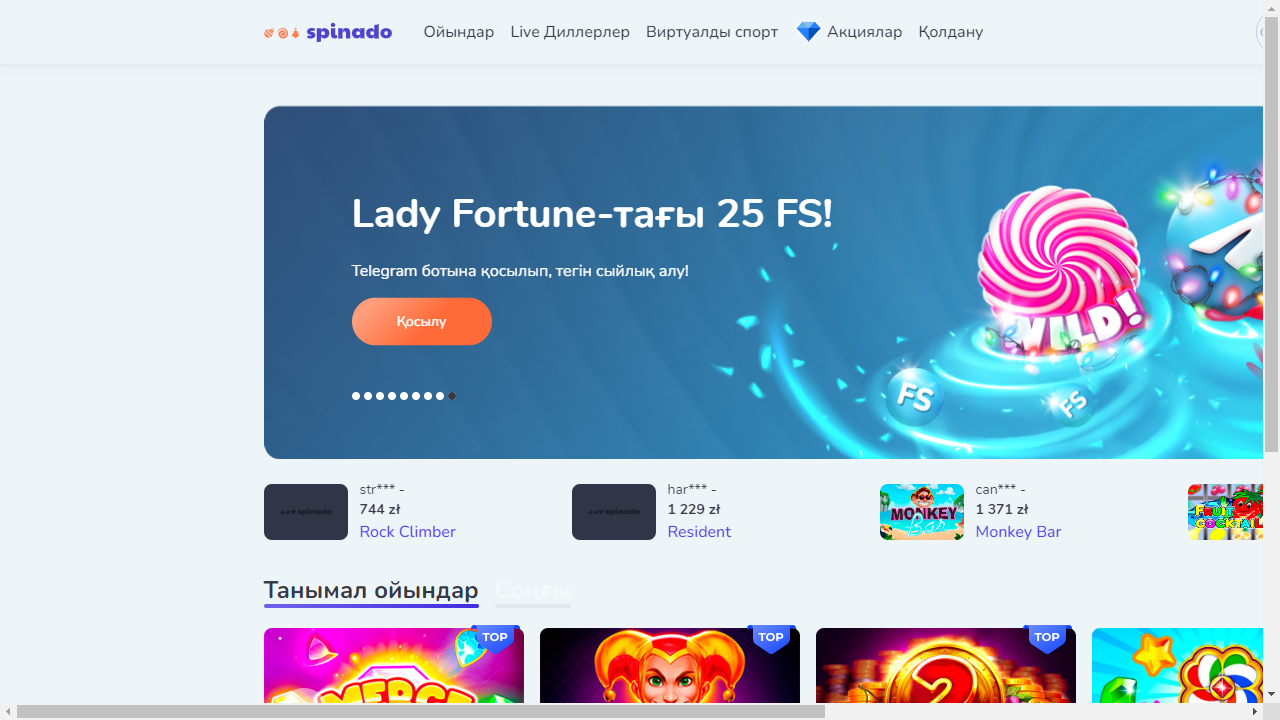 spinado
Ойындар
Live Диллерлер
Виртуалды спорт
Акциялар
Қолдану
Lady Fortune-тағы 25 FS!
Telegram ботына қосылып, тегін сыйлық алу!
Қосылу
WILD!
FS
FS
spinado
str*** -
744 zł
Rock Climber
spinado
har*** -
1 229 zł
Resident
MONKEY
Bar
can*** -
1 371 zł
Monkey Bar
FRUIT
COCKTAIL
Танымал ойындар
Соңғы
TOP
TOP
TOP
MERGE
2